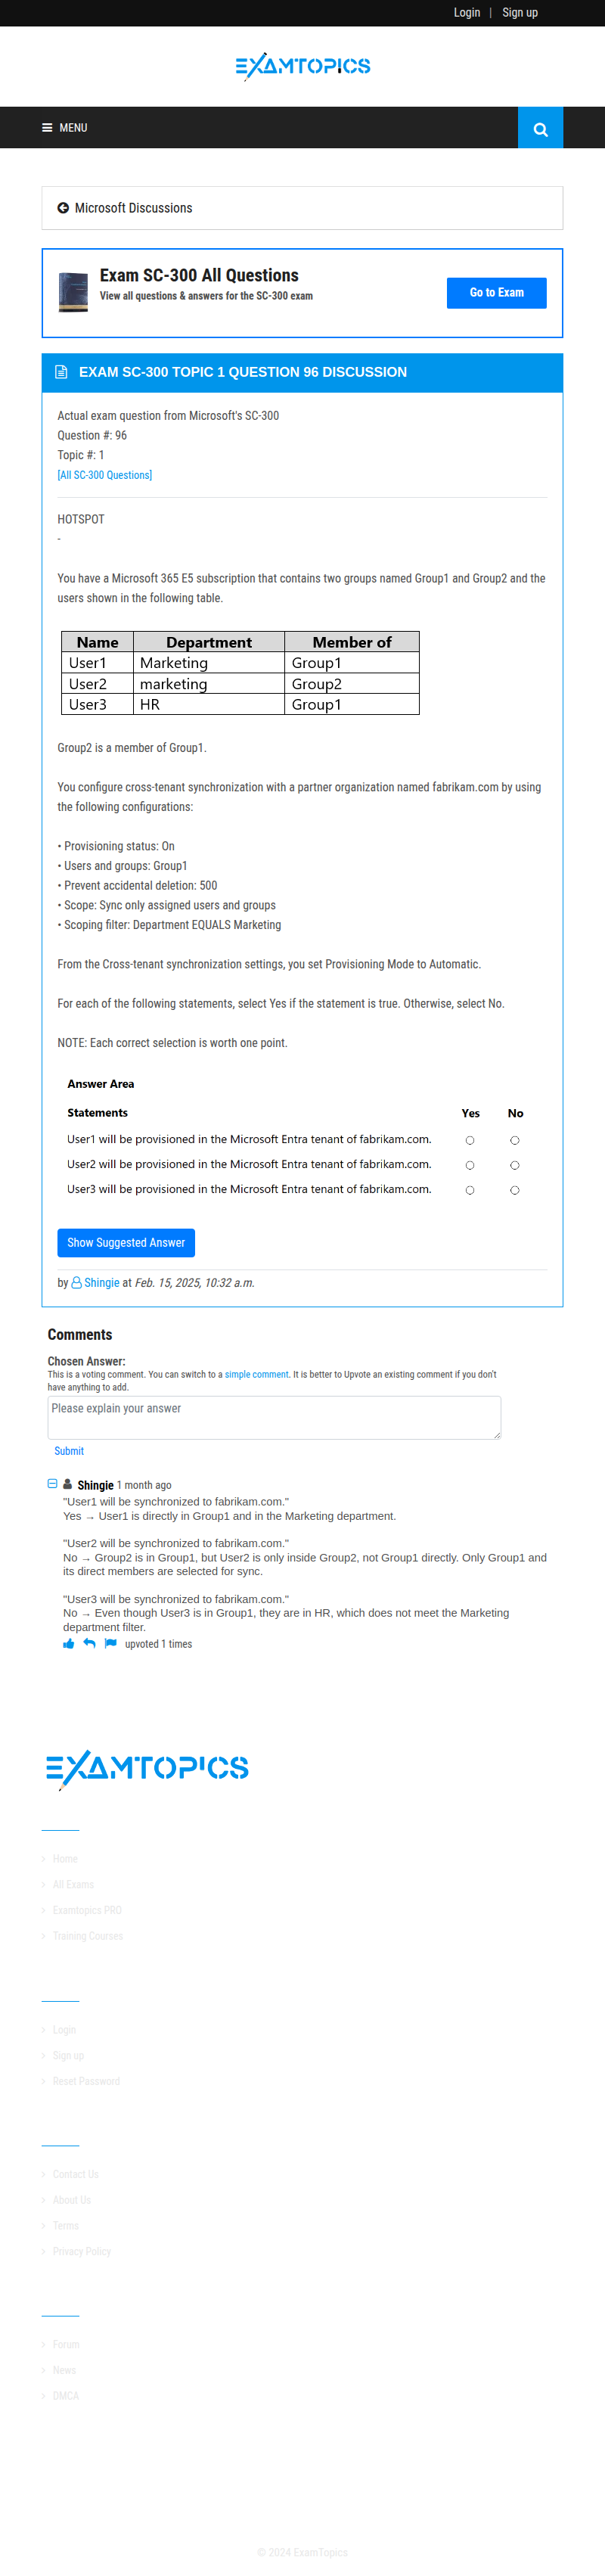 Login | Sign up
EXAMTOPICS
MENU
Microsoft Discussions
Exam SC-300 All Questions
View all questions & answers for the SC-300 exam
Go to Exam
EXAM SC-300 TOPIC 1 QUESTION 96 DISCUSSION
Actual exam question from Microsoft's SC-300
Question #: 96
Topic #: 1
[All SC-300 Questions]
HOTSPOT
-
You have a Microsoft 365 E5 subscription that contains two groups named Group1 and Group2 and the
users shown in the following table.
Name Department Member of
User1 Marketing Group1
User2 marketing Group2
User3 HR Group1
Group2 is a member of Group1.
You configure cross-tenant synchronization with a partner organization named fabrikam.com by using
the following configurations:
• Provisioning status: On
• Users and groups: Group1
• Prevent accidental deletion: 500
• Scope: Sync only assigned users and groups
• Scoping filter: Department EQUALS Marketing
From the Cross-tenant synchronization settings, you set Provisioning Mode to Automatic.
For each of the following statements, select Yes if the statement is true. Otherwise, select No.
NOTE: Each correct selection is worth one point.
Answer Area
Statements Yes No
User1 will be provisioned in the Microsoft Entra tenant of fabrikam.com.
User2 will be provisioned in the Microsoft Entra tenant of fabrikam.com.
User3 will be provisioned in the Microsoft Entra tenant of fabrikam.com.
Show Suggested Answer
by Shingie at Feb. 15, 2025, 10:32 a.m.
Comments
Chosen Answer:
This is a voting comment. You can switch to a simple comment. It is better to Upvote an existing comment if you don't
have anything to add.
Please explain your answer
Submit
Shingie 1 month ago
"User1 will be synchronized to fabrikam.com."
Yes → User1 is directly in Group1 and in the Marketing department.
"User2 will be synchronized to fabrikam.com."
No → Group2 is in Group1, but User2 is only inside Group2, not Group1 directly. Only Group1 and
its direct members are selected for sync.
"User3 will be synchronized to fabrikam.com."
No → Even though User3 is in Group1, they are in HR, which does not meet the Marketing
department filter.
upvoted 1 times
EXAMTOPICS
Home
All Exams
Examtopics PRO
Training Courses
Login
Sign up
Reset Password
Contact Us
About Us
Terms
Privacy Policy
Forum
News
DMCA
© 2024 ExamTopics